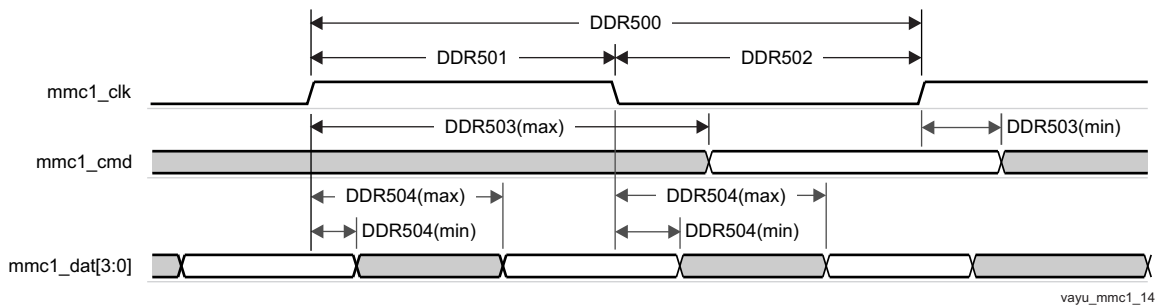 DDR500
DDR501 DDR502
mmc1_clk
DDR503(max) DDR503(min)
mmc1_cmd
DDR504(max) DDR504(max)
DDR504(min) DDR504(min)
mmc1_dat[3:0]
vayu_mmc1_14